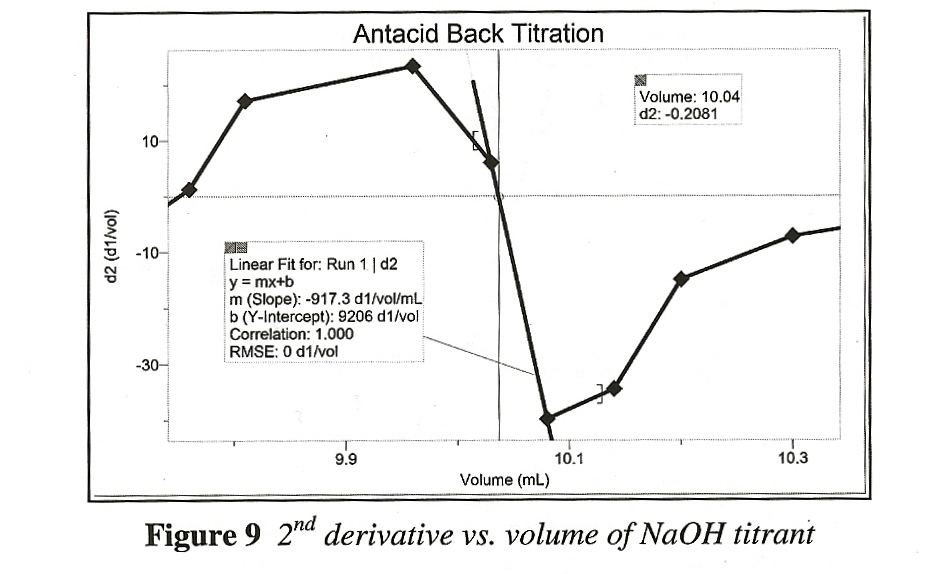 Antacid Back Titration
Volume: 10.04
d2: -0.2081
10
-10
-30
d2 (d1/vol)
Linear Fit for: Run 1 | d2
y = mx+b
m (Slope): -917.3 d1/vol/mL
b (Y-Intercept): 9206 d1/vol
Correlation: 1.000
RMSE: 0 d1/vol
9.9
10.1
10.3
Volume (mL)
Figure 9 2nd derivative vs. volume of NaOH titrant